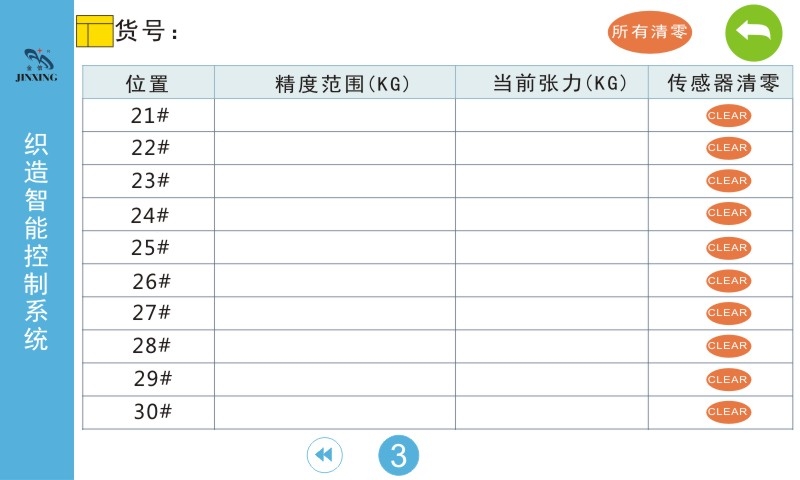 货号：
所有清零
金兴
JINXING
织造智能控制系统
位置 精度范围(KG) 当前张力(KG) 传感器清零
21# CLEAR
22# CLEAR
23# CLEAR
24# CLEAR
25# CLEAR
26# CLEAR
27# CLEAR
28# CLEAR
29# CLEAR
30# CLEAR
3